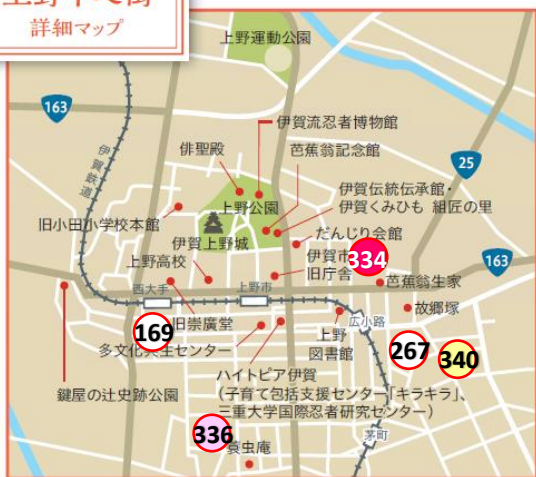 詳細マップ
上野運動公園
163
伊賀鉄道
伊賀流忍者博物館
俳聖殿
芭蕉翁記念館
25
伊賀伝統伝承館・
伊賀くみひも 組匠の里
上野公園
旧小田小学校本館
だんじり会館
伊賀上野城
伊賀市
旧庁舎
334
163
上野高校
芭蕉翁生家
西大手
上野市
故郷塚
169
旧崇廣堂
上野
図書館
広小路
多文化共生センター
267
340
ハイトピア伊賀
(子育て包括支援センター「キラキラ」、
三重大学国際忍者研究センター)
鍵屋の辻史跡公園
336
蓑虫庵
茅町